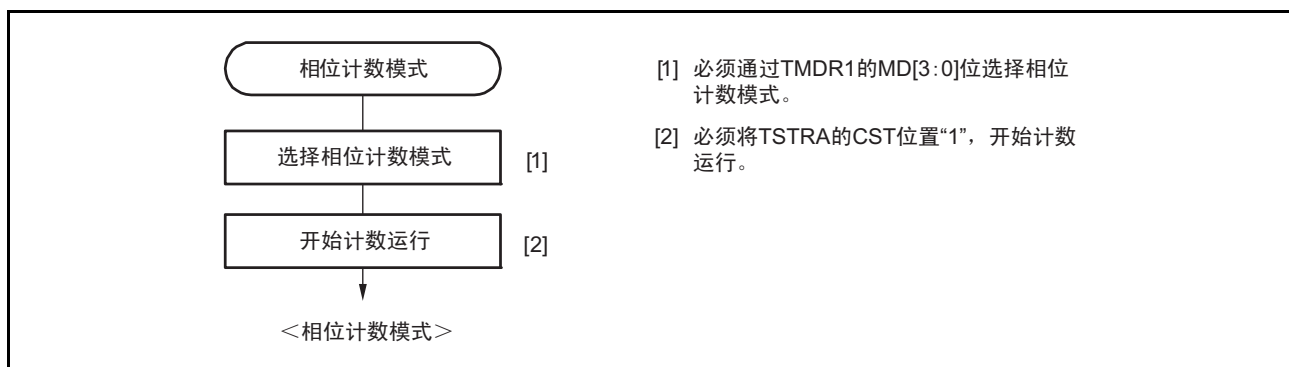 相位计数模式
选择相位计数模式 [1]
开始计数运行 [2]
<相位计数模式>
[1] 必须通过TMDR1的MD[3:0]位选择相位
计数模式。
[2] 必须将TSTRA的CST位置“1”，开始计数
运行。